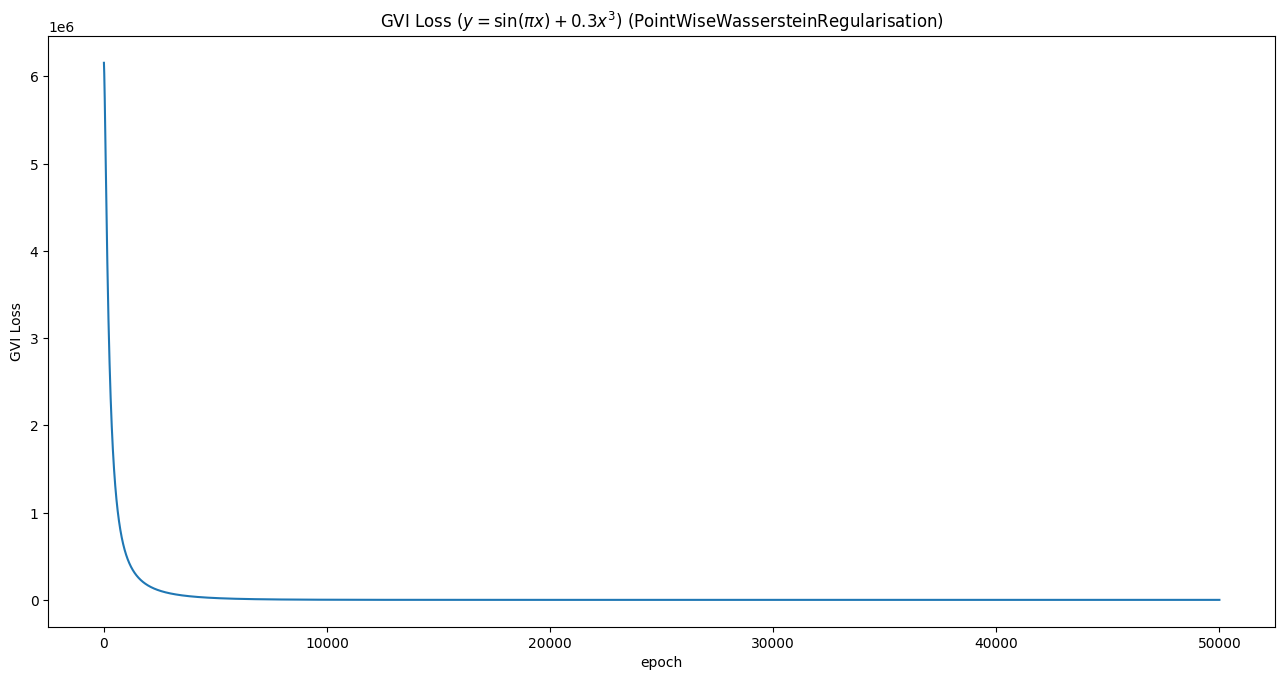 GVI Loss (y = sin(πx) + 0.3x³) (PointWiseWassersteinRegularisation)
1e6
6
5
4
3
2
1
0
GVI Loss
0 10000 20000 30000 40000 50000
epoch